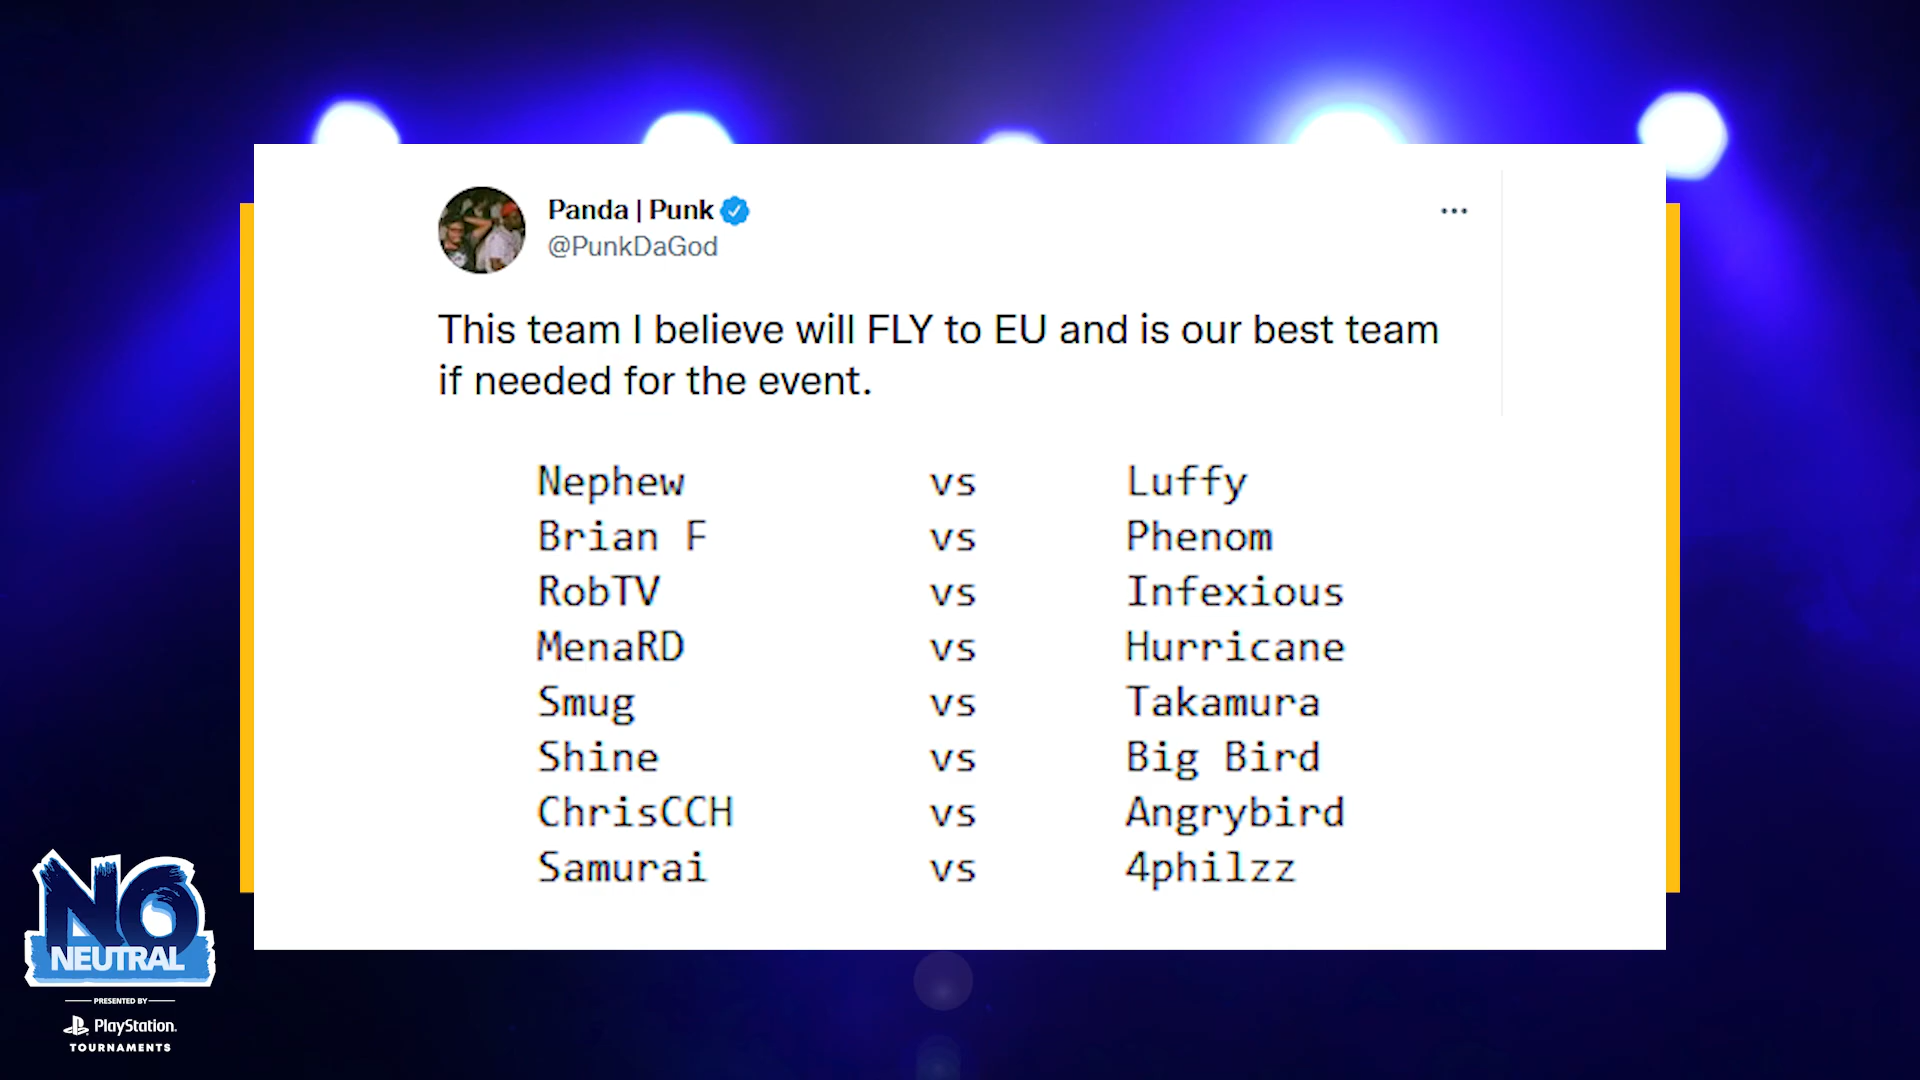 Panda | Punk
@PunkDaGod
This team I believe will FLY to EU and is our best team
if needed for the event.
Nephew vs Luffy
Brian F vs Phenom
RobTV vs Infexious
MenaRD vs Hurricane
Smug vs Takamura
Shine vs Big Bird
ChrisCCH vs Angrybird
Samurai vs 4philzz
NO
NEUTRAL
PRESENTED BY
PlayStation.
TOURNAMENTS